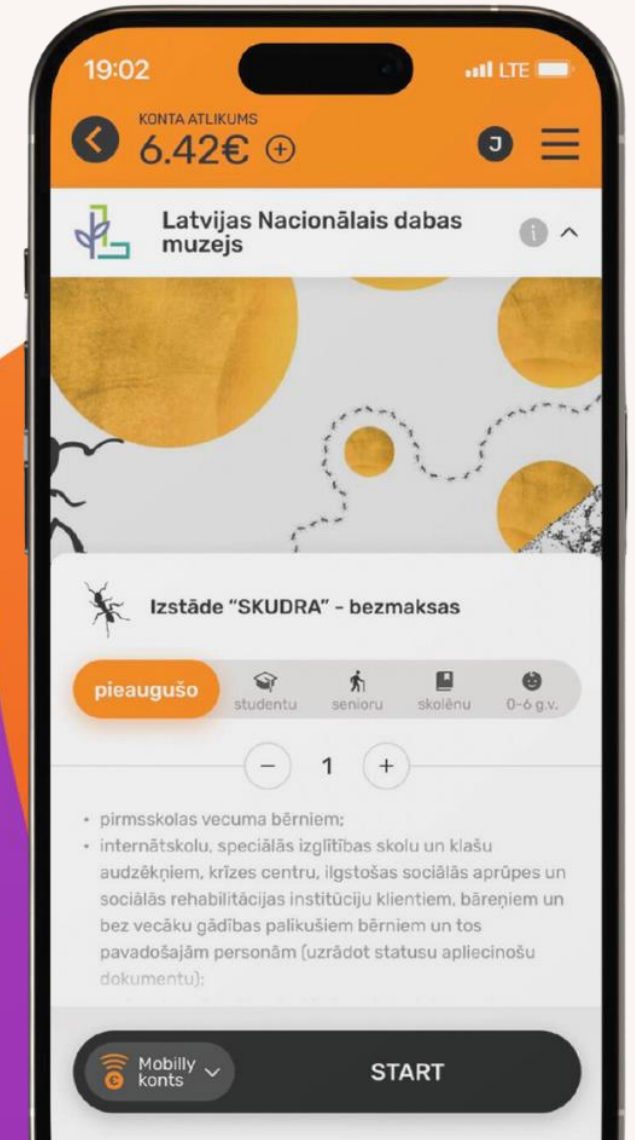 19:02
LTE
KONTA ATLIKUMS
6.42€
J
Latvijas Nacionālais dabas
muzejs
i
Izstāde "SKUDRA" - bezmaksas
pieaugušo
studentu
senioru
skolēnu
0-6 g.v.
− 1 +
• pirmsskolas vecuma bērniem;
• internātskolu, speciālās izglītības skolu un klašu
audzēkņiem, krīzes centru, ilgstošas sociālās aprūpes un
sociālās rehabilitācijas institūciju klientiem, bāreņiem un
bez vecāku gādības palikušiem bērniem un tos
pavadošajām personām (uzrādot statusu apliecinošu
dokumentu);
Mobilly
konts
START